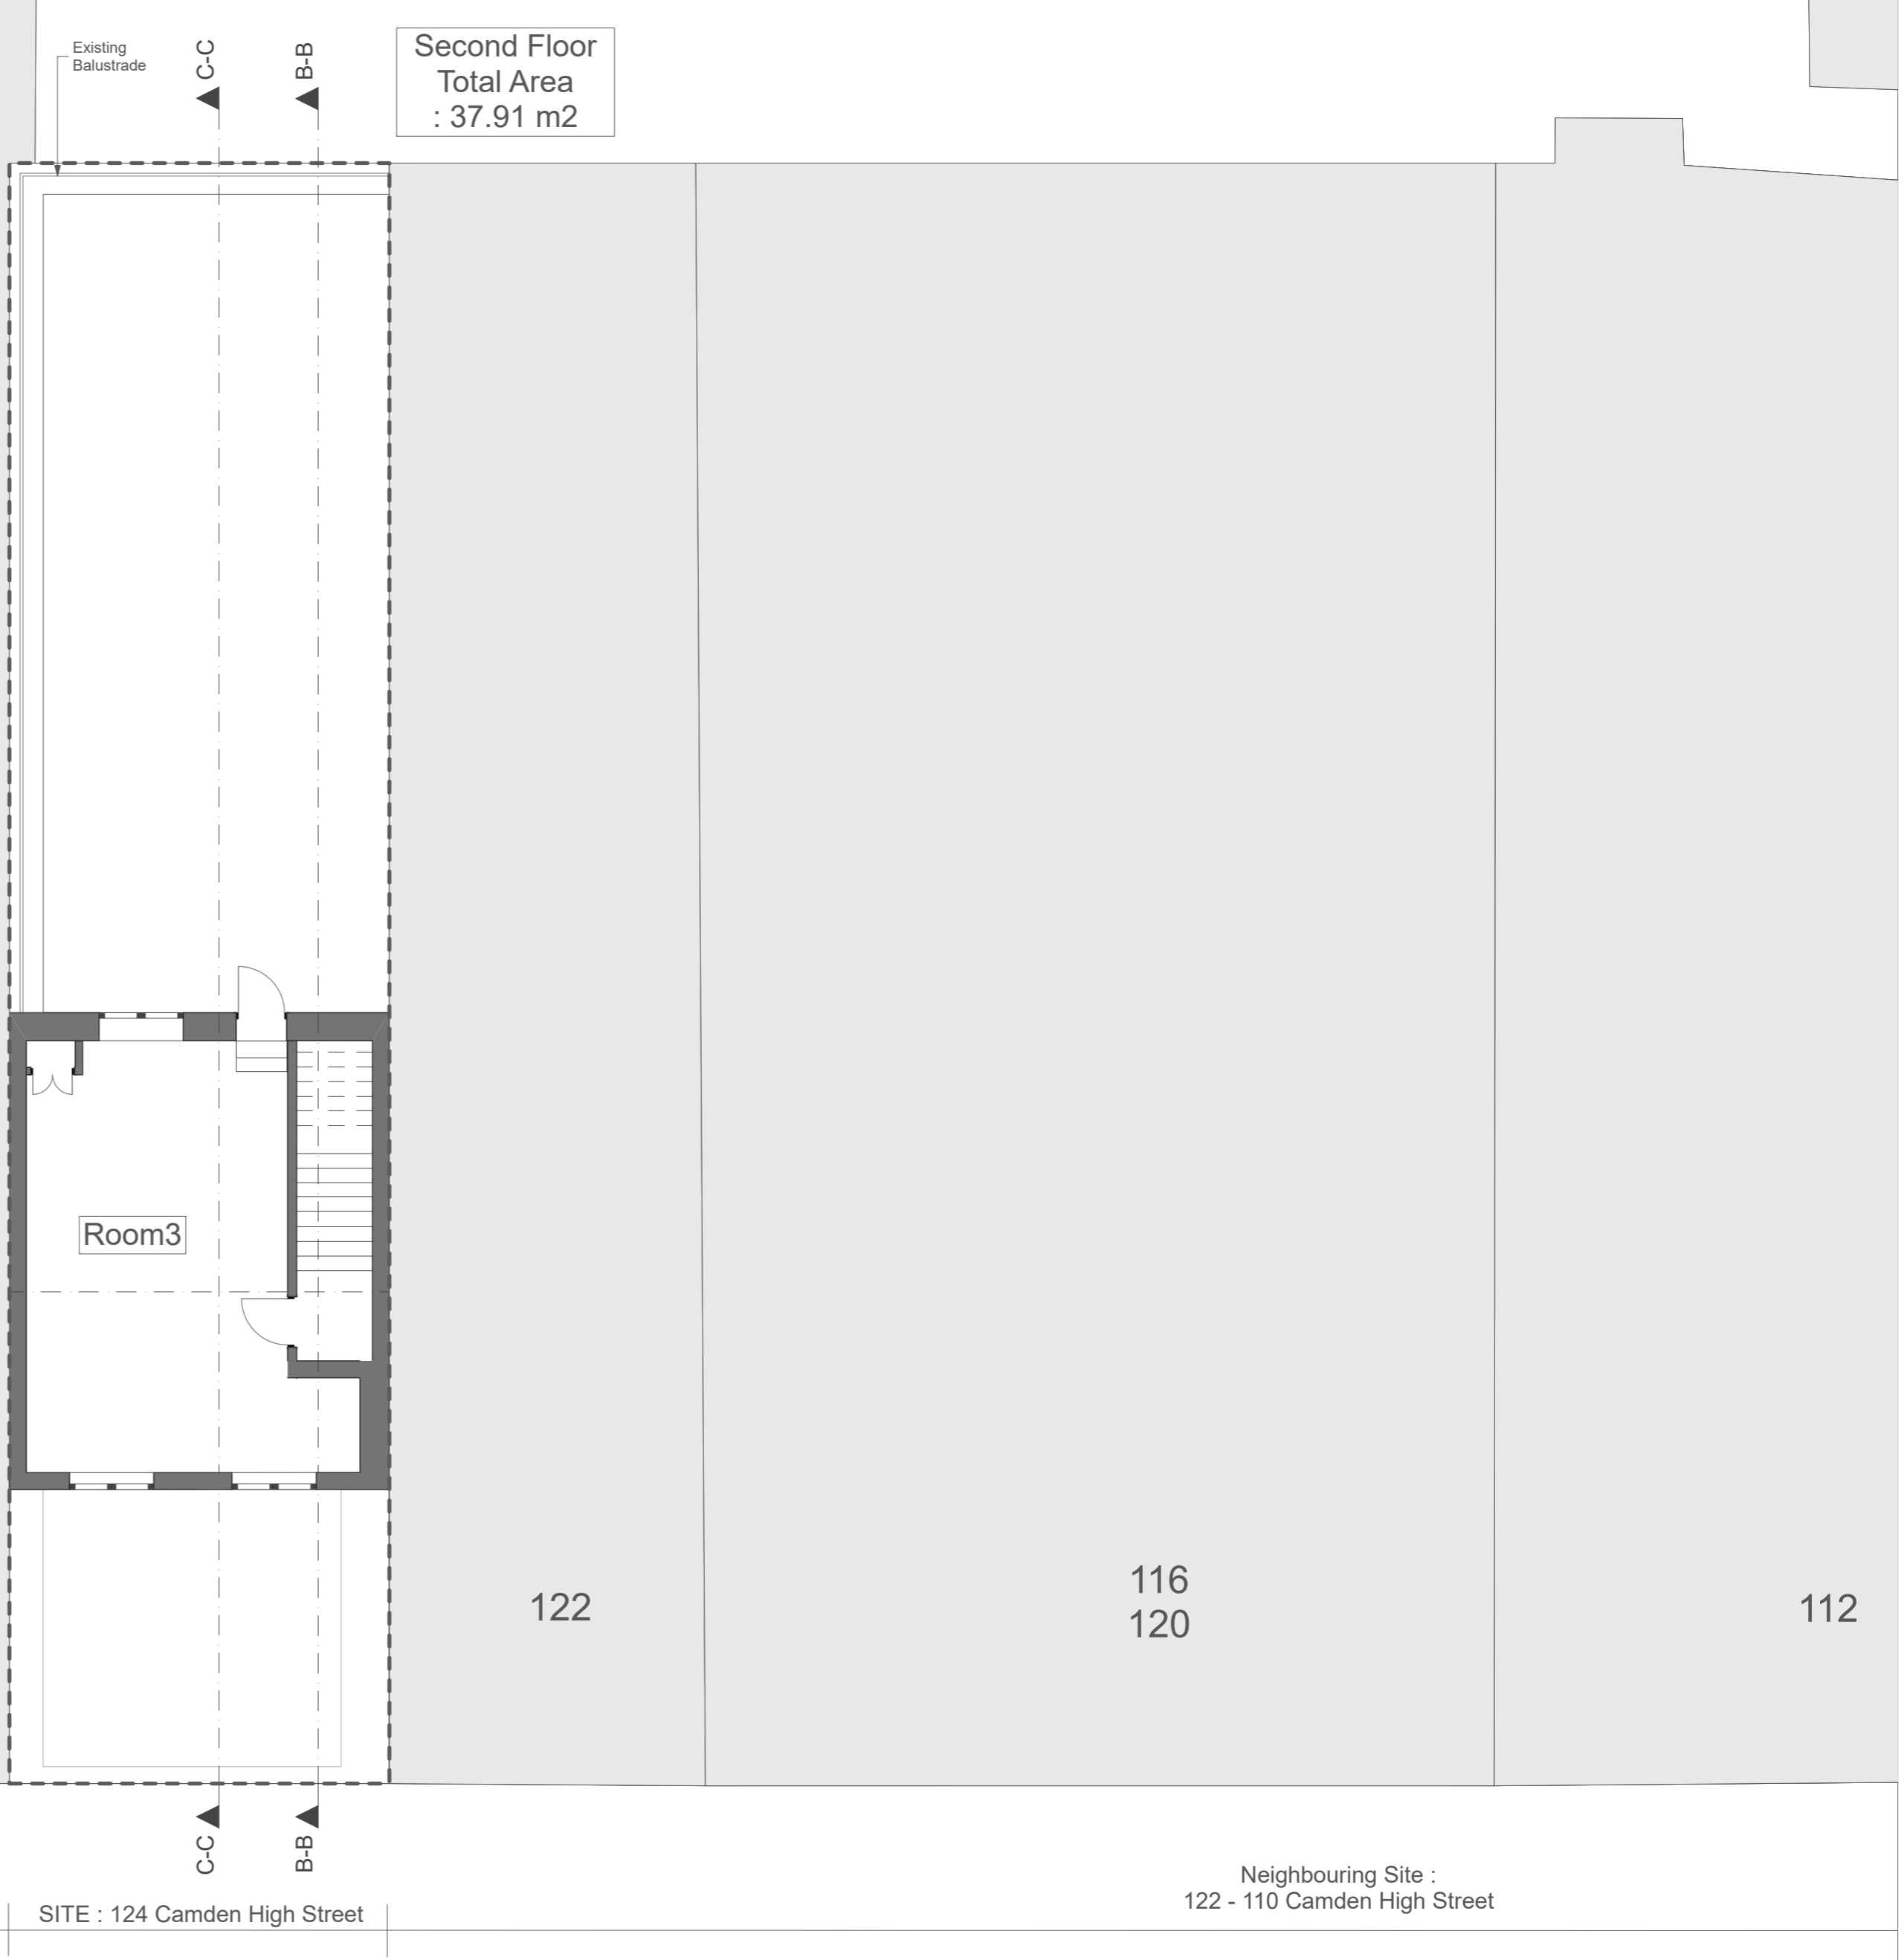 Existing
Balustrade
C-C
B-B
Second Floor
Total Area
: 37.91 m2
Room3
122
116
120
112
C-C
B-B
SITE : 124 Camden High Street
Neighbouring Site :
122 - 110 Camden High Street